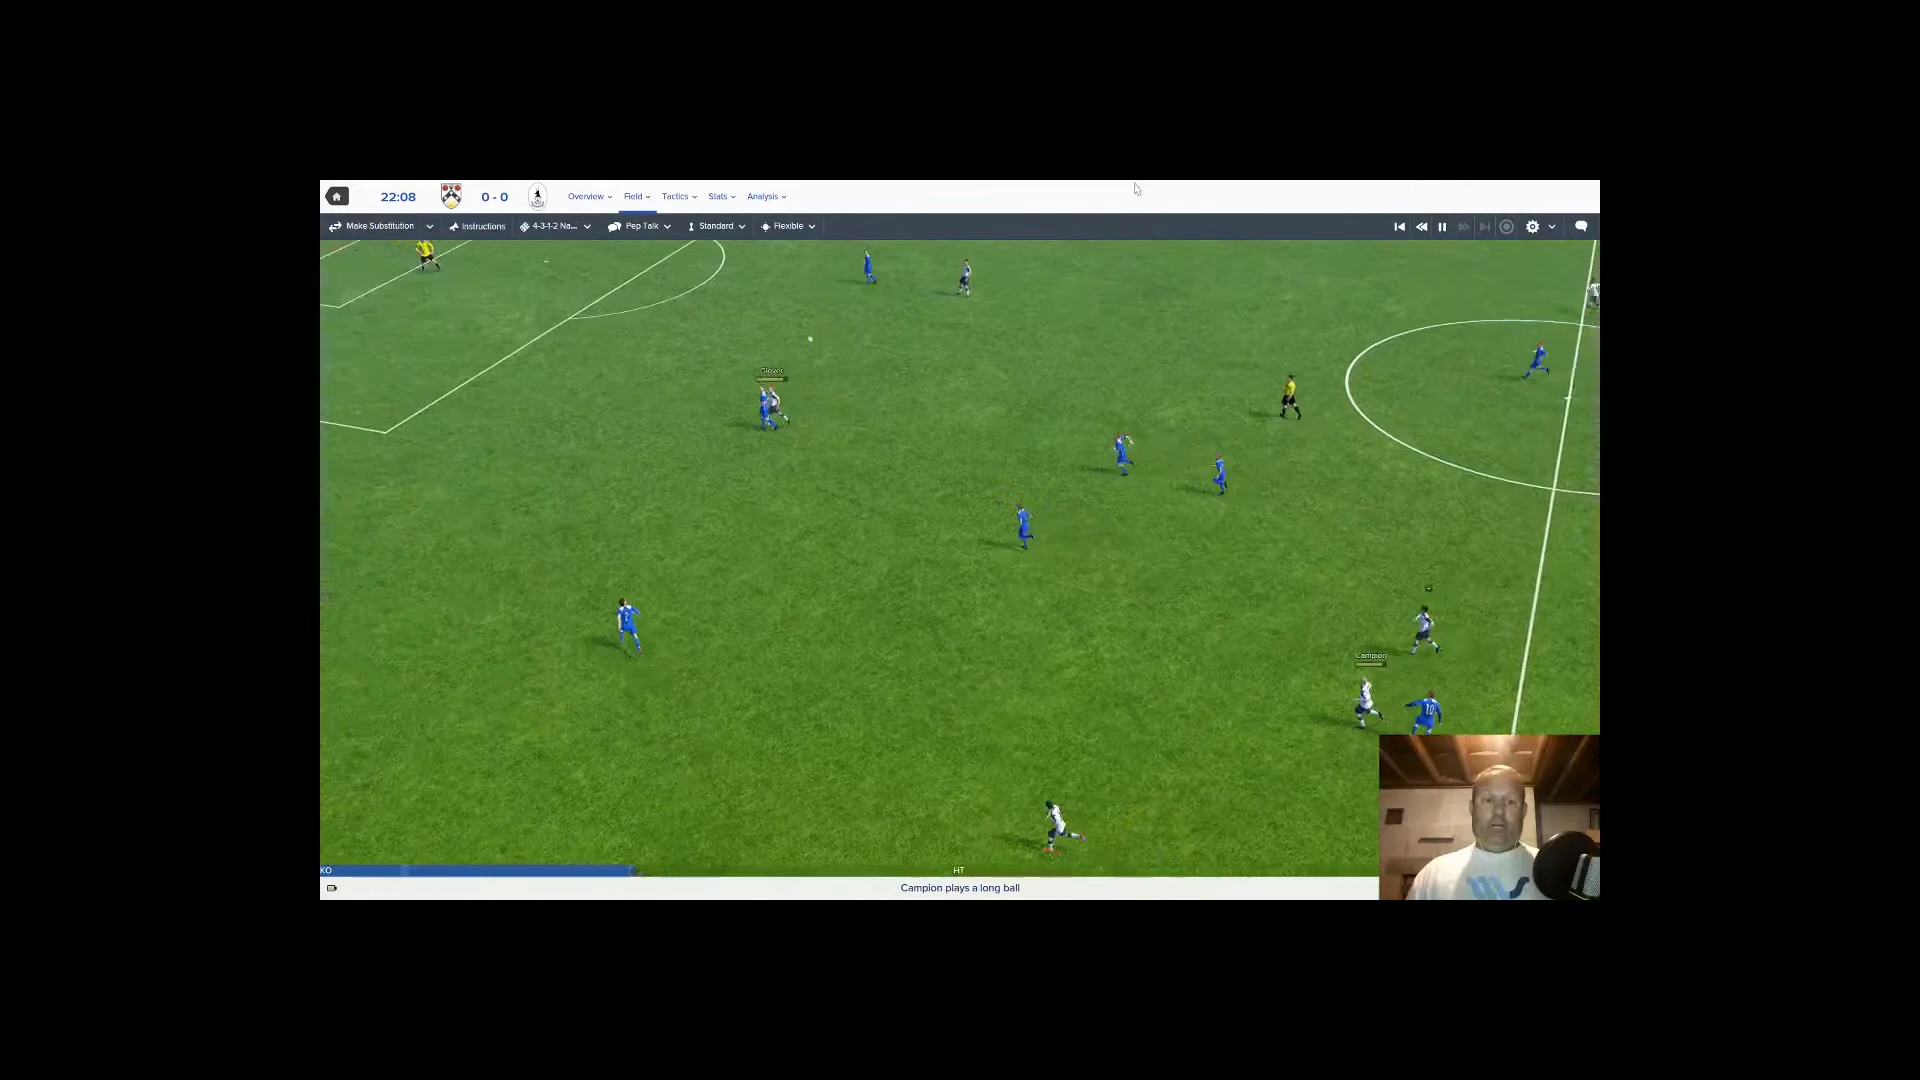 22:08 0 - 0 Overview Field Tactics Stats Analysis
Make Substitution Instructions 4-3-1-2 Na... Pep Talk Standard Flexible
Glover
Campion
10
KO HT
Campion plays a long ball